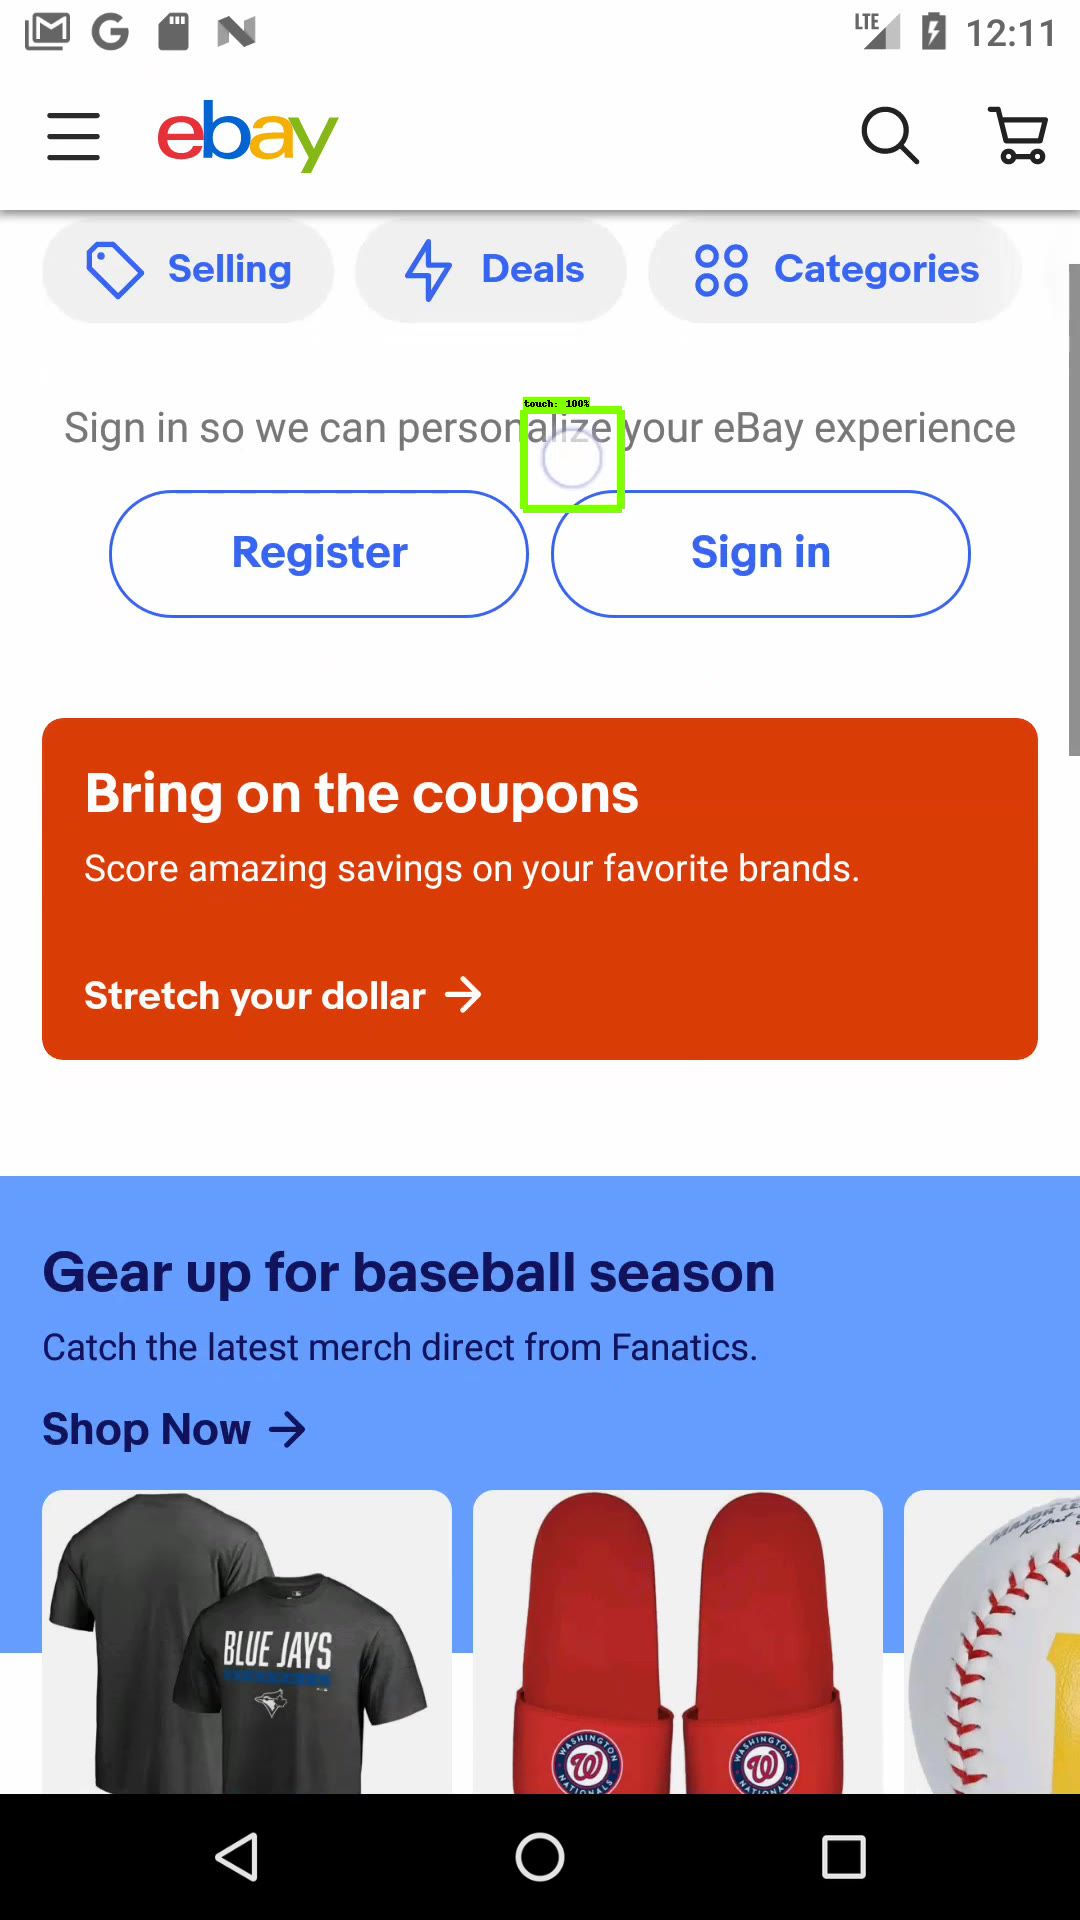 LTE 12:11
ebay
Selling Deals Categories
touch: 100%
Sign in so we can personalize your eBay experience
Register Sign in
Bring on the coupons
Score amazing savings on your favorite brands.
Stretch your dollar
Gear up for baseball season
Catch the latest merch direct from Fanatics.
Shop Now
BLUE JAYS
WASHINGTON NATIONALS
WASHINGTON NATIONALS